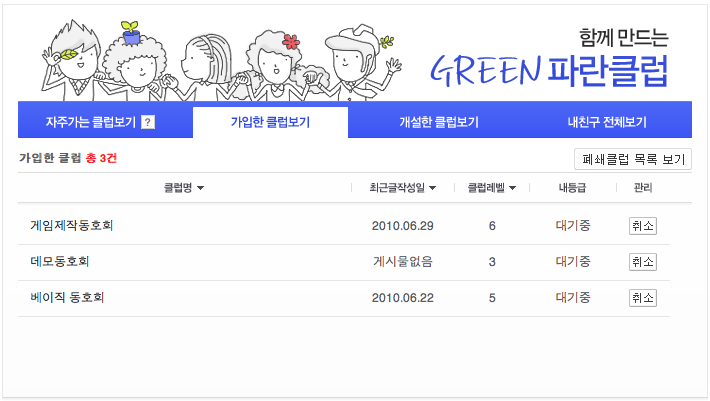 함께 만드는
GREEN 파란클럽
자주가는 클럽보기 ? 가입한 클럽보기 개설한 클럽보기 내친구 전체보기
가입한 클럽 총 3건 폐쇄클럽 목록 보기
클럽명 ▼ 최근글작성일 ▼ 클럽레벨 ▼ 내등급 관리
게임제작동호회 2010.06.29 6 대기중 취소
데모동호회 게시물없음 3 대기중 취소
베이직 동호회 2010.06.22 5 대기중 취소